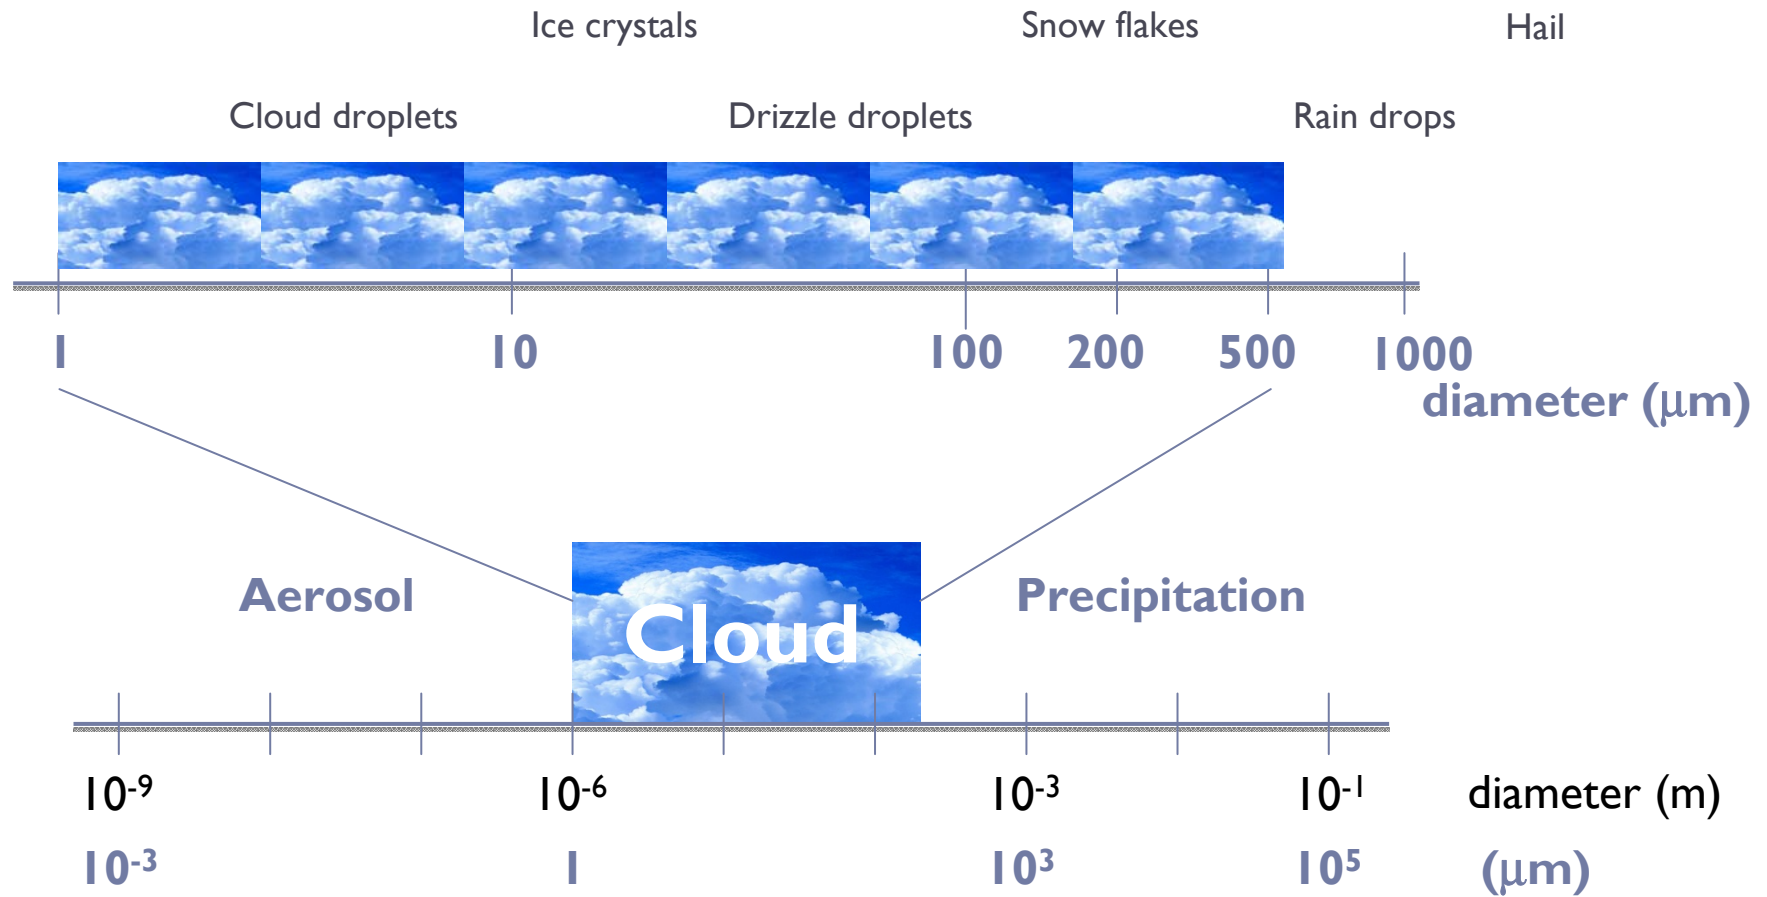 Ice crystals Snow flakes Hail
Cloud droplets Drizzle droplets Rain drops
1 10 100 200 500 1000
diameter (μm)
Aerosol Cloud Precipitation
10⁻⁹ 10⁻⁶ 10⁻³ 10⁻¹ diameter (m)
10⁻³ 1 10³ 10⁵ (μm)